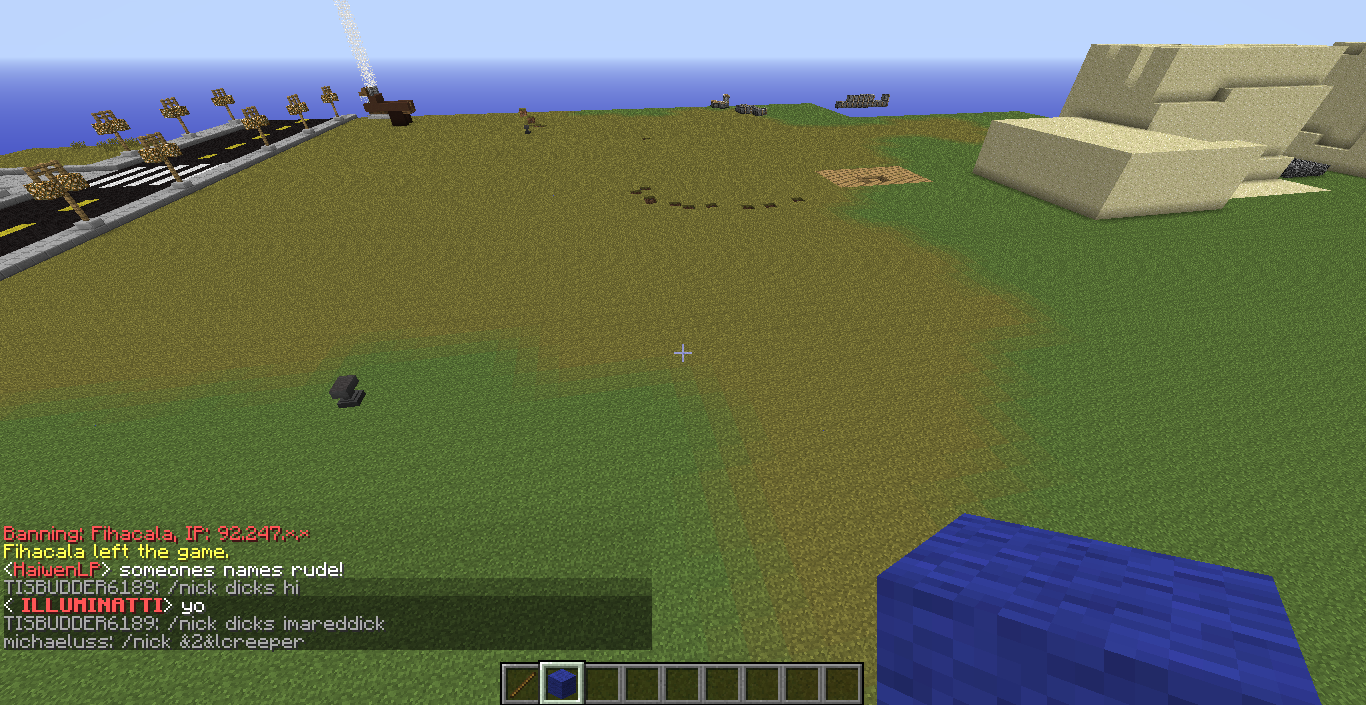 Banning: Fihacala, IP: 92.247.x.x
Fihacala left the game.
<HaiwenLP> someones names rude!
TISBUDDER6189: /nick dicks hi
< ILLUMINATTI> yo
TISBUDDER6189: /nick dicks imareddick
michaeluss: /nick &2&lcreeper